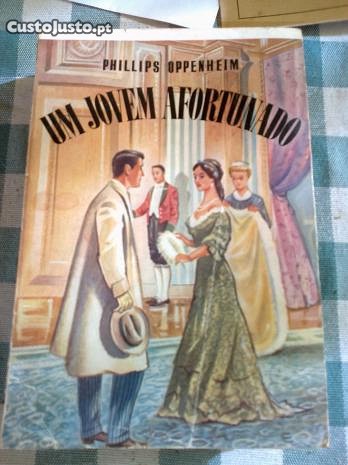 CustoJusto.pt
PHILLIPS OPPENHEIM
UM JOVEM AFORTUNADO